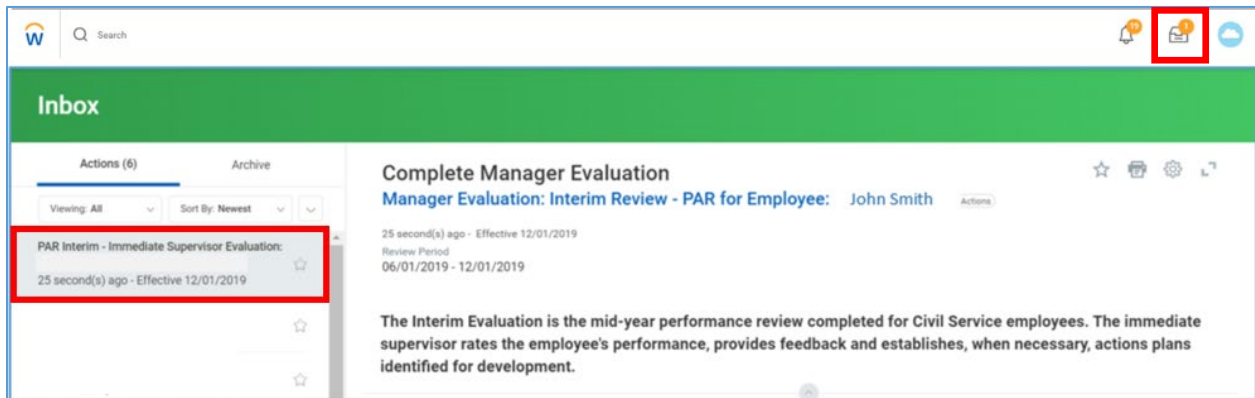 W
Search
19
1
Inbox
Actions (6)
Archive
Viewing: All
Sort By: Newest
PAR Interim - Immediate Supervisor Evaluation:
25 second(s) ago - Effective 12/01/2019
Complete Manager Evaluation
Manager Evaluation: Interim Review - PAR for Employee: John Smith
Actions
25 second(s) ago - Effective 12/01/2019
Review Period
06/01/2019 - 12/01/2019
The Interim Evaluation is the mid-year performance review completed for Civil Service employees. The immediate
supervisor rates the employee's performance, provides feedback and establishes, when necessary, actions plans
identified for development.